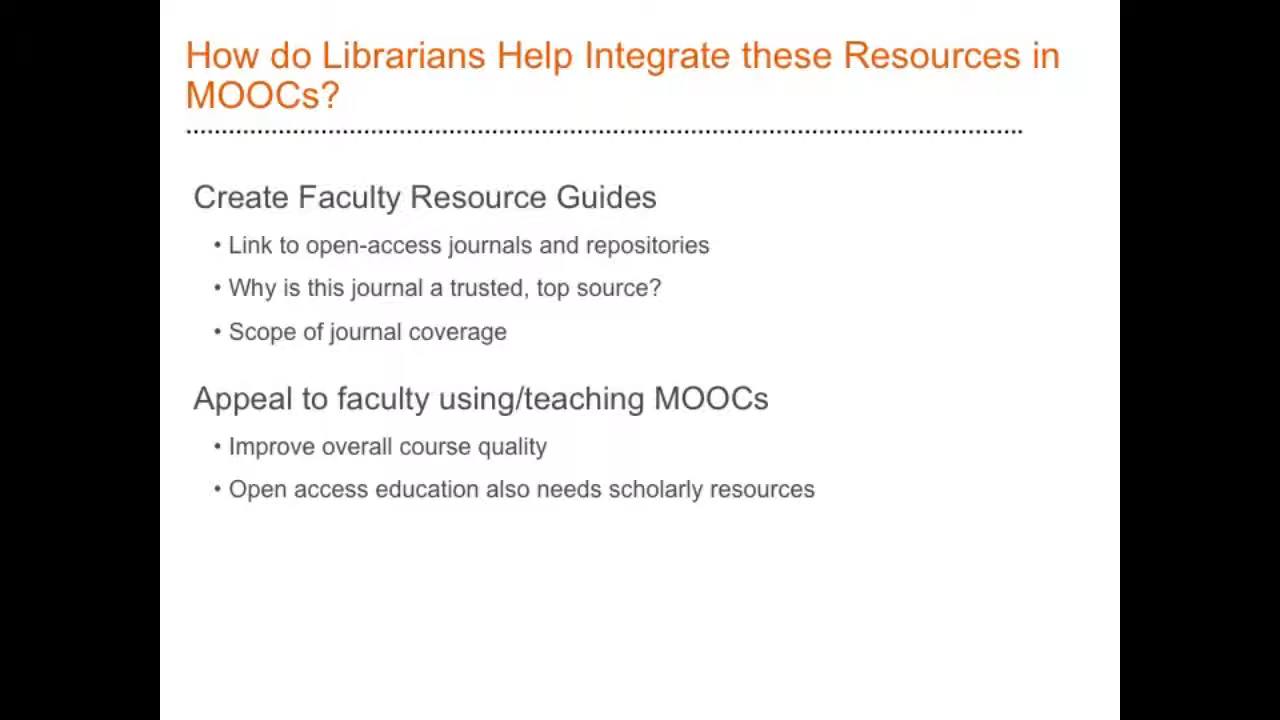 How do Librarians Help Integrate these Resources in
MOOCs?
Create Faculty Resource Guides
• Link to open-access journals and repositories
• Why is this journal a trusted, top source?
• Scope of journal coverage
Appeal to faculty using/teaching MOOCs
• Improve overall course quality
• Open access education also needs scholarly resources